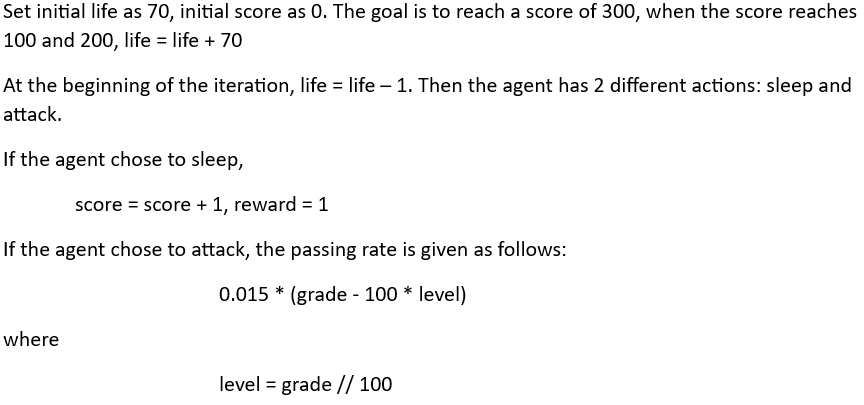 Set initial life as 70, initial score as 0. The goal is to reach a score of 300, when the score reaches
100 and 200, life = life + 70
At the beginning of the iteration, life = life – 1. Then the agent has 2 different actions: sleep and
attack.
If the agent chose to sleep,
score = score + 1, reward = 1
If the agent chose to attack, the passing rate is given as follows:
0.015 * (grade - 100 * level)
where
level = grade // 100